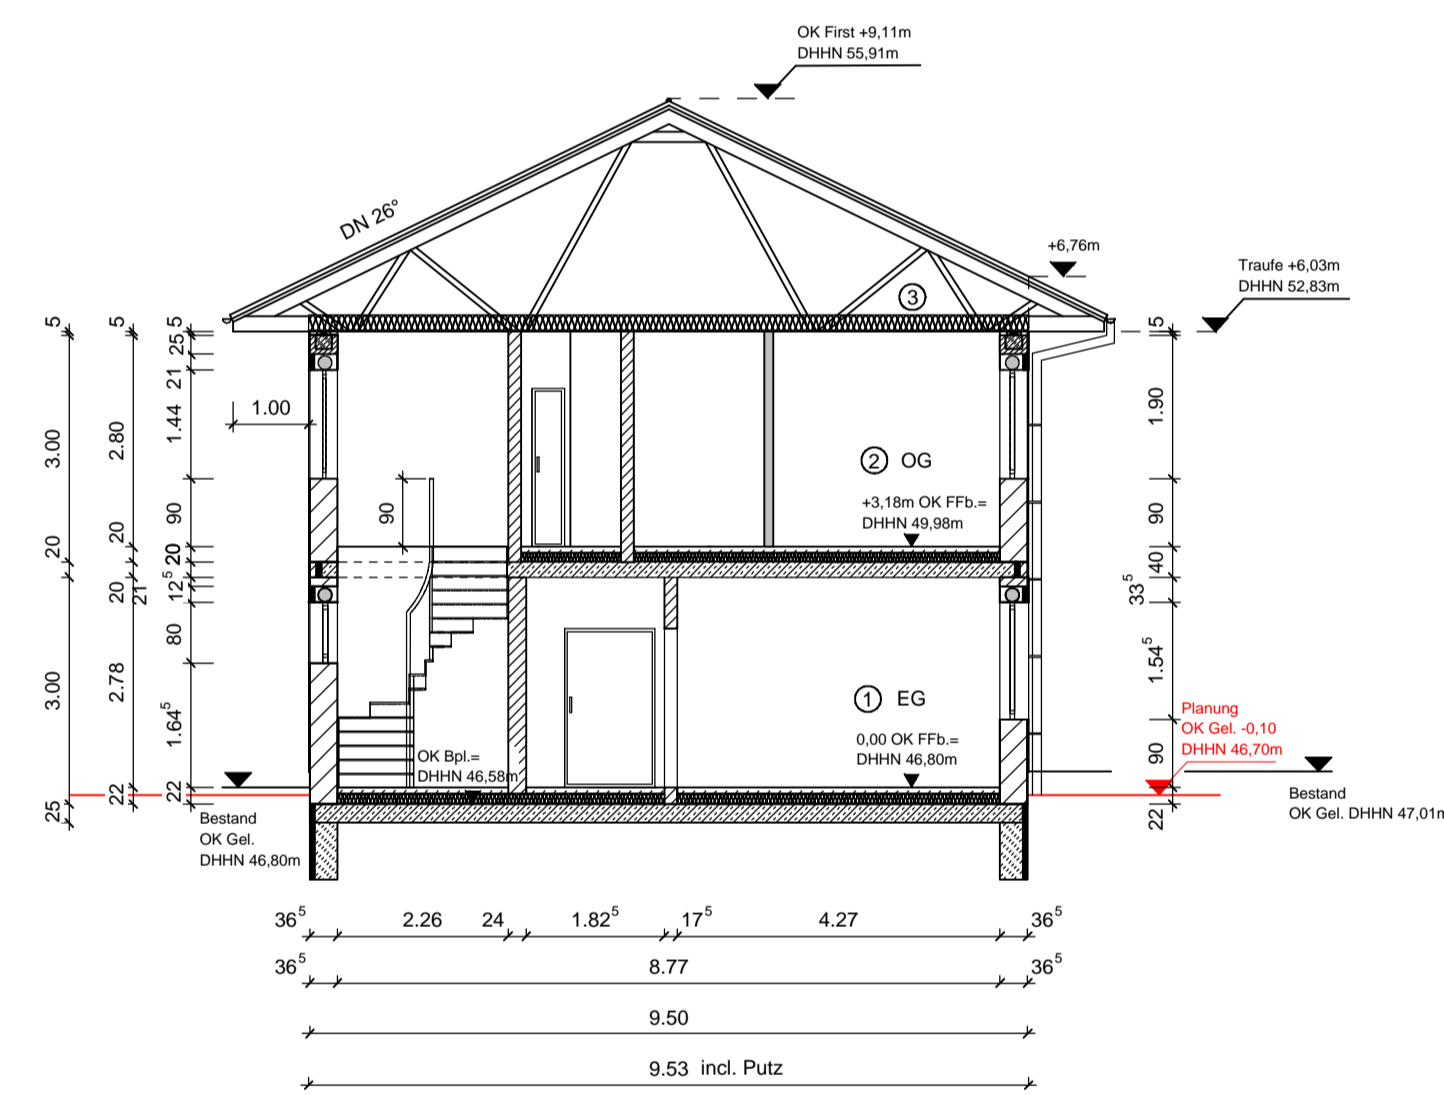 OK First +9,11m
DHHN 55,91m
DN 26°
+6,76m
Traufe +6,03m
DHHN 52,83m
3
5
3.00
20
3.00
25
5
2.80
20
20
21
2.78
22
5
25
21
1.44
90
20
12⁵
80
1.64⁵
22
1.00
90
2 OG
+3,18m OK FFb.=
DHHN 49,98m
1 EG
0,00 OK FFb.=
DHHN 46,80m
OK Bpl.=
DHHN 46,58m
5
1.90
90
40
33⁵
1.54⁵
90
22
Planung
OK Gel. -0,10
DHHN 46,70m
Bestand
OK Gel. DHHN 47,01m
Bestand
OK Gel.
DHHN 46,80m
36⁵ 2.26 24 1.82⁵ 17⁵ 4.27 36⁵
36⁵ 8.77 36⁵
9.50
9.53 incl. Putz